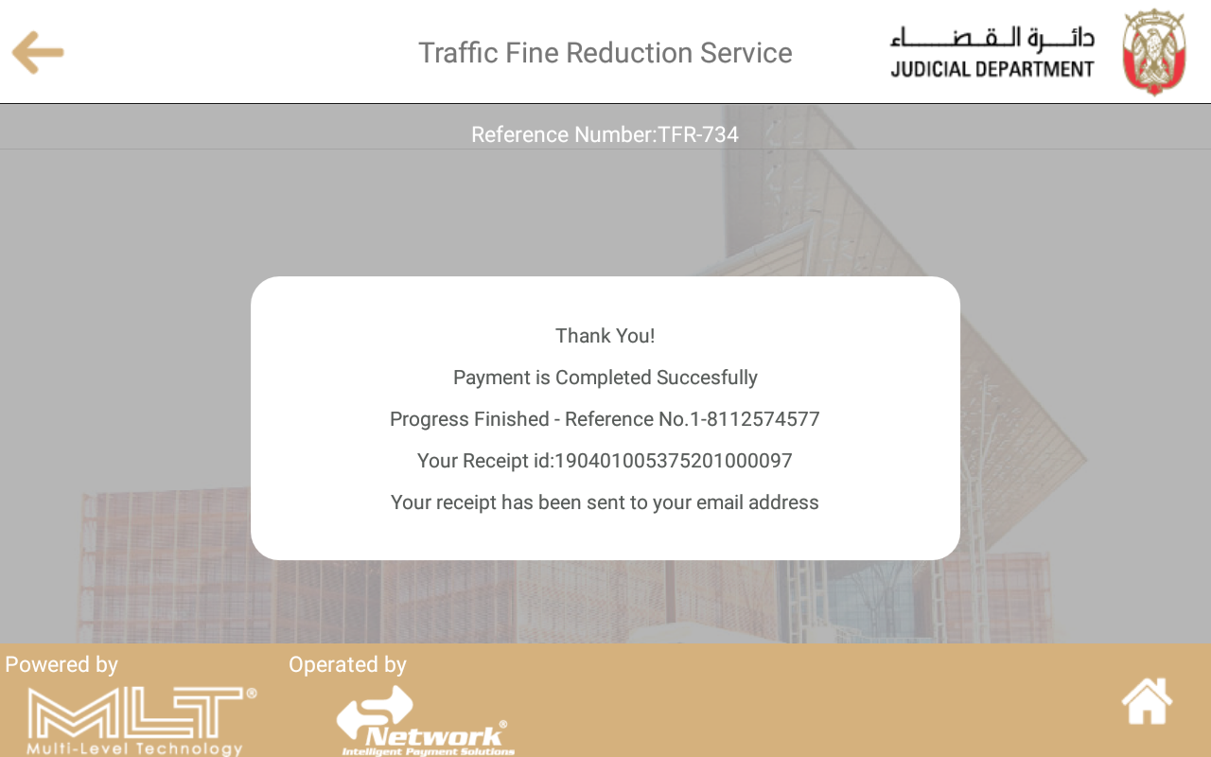 Traffic Fine Reduction Service
دائـــرة الـقـضـــاء
JUDICIAL DEPARTMENT
Reference Number:TFR-734
Thank You!
Payment is Completed Succesfully
Progress Finished - Reference No.1-8112574577
Your Receipt id:190401005375201000097
Your receipt has been sent to your email address
Powered by
Operated by
MLT®
Multi-Level Technology
Network®
Intelligent Payment Solutions